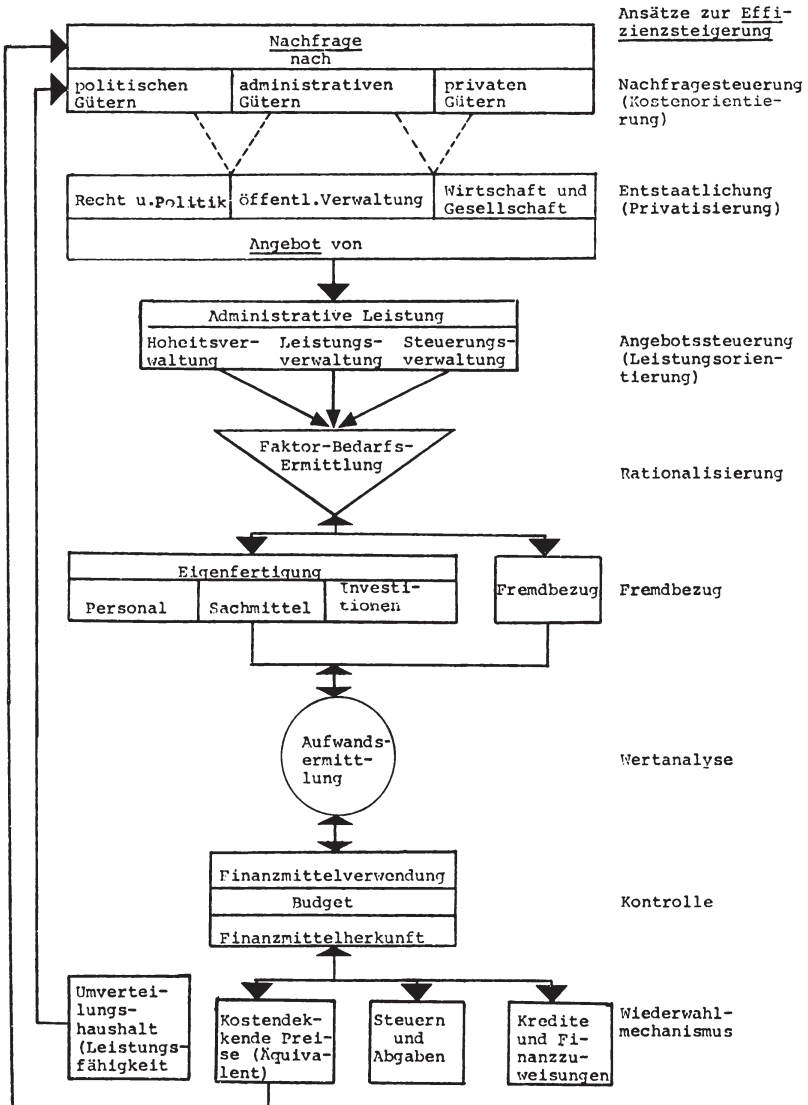 Ansätze zur Effi-
zienzsteigerung
Nachfrage
nach
politischen
Gütern
administrativen
Gütern
privaten
Gütern
Nachfragesteuerung
(Kostenorientie-
rung)
Recht u.Politik
öffentl.Verwaltung
Wirtschaft und
Gesellschaft
Entstaatlichung
(Privatisierung)
Angebot von
Administrative Leistung
Hoheitsver-
waltung
Leistungs-
verwaltung
Steuerungs-
verwaltung
Angebotssteuerung
(Leistungsorien-
tierung)
Faktor-Bedarfs-
Ermittlung
Rationalisierung
Eigenfertigung
Personal
Sachmittel
Investi-
tionen
Fremdbezug
Fremdbezug
Aufwands-
ermitt-
lung
Wertanalyse
Finanzmittelverwendung
Budget
Finanzmittelherkunft
Kontrolle
Umvertei-
lungs-
haushalt
(Leistungs-
fähigkeit
Kostendek-
kende Prei-
se (Äquiva-
lent)
Steuern
und
Abgaben
Kredite
und Fi-
nanzzu-
weisungen
Wiederwahl-
mechanismus